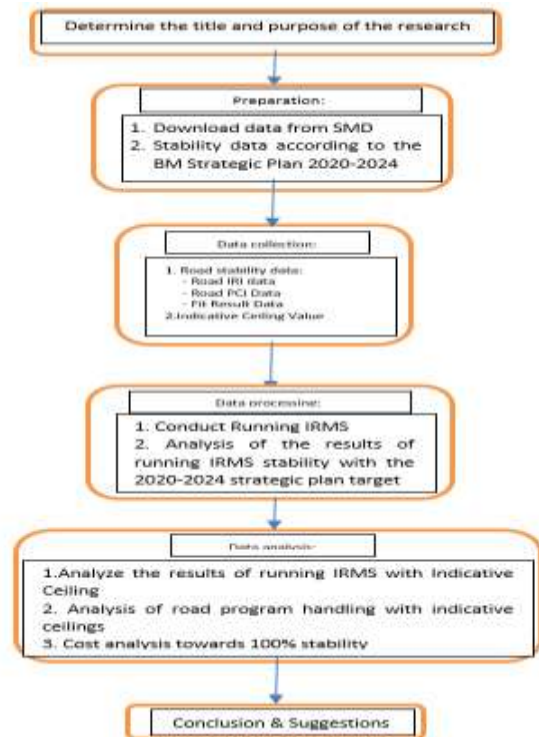 Determine the title and purpose of the research
Preparation:
1. Download data from SMD
2. Stability data according to the
BM Strategic Plan 2020-2024
Data collection:
1. Road stability data:
- Road IRI data
- Road PCI Data
- Fit Result Data
2.Indicative Ceiling Value
Data processine:
1. Conduct Running IRMS
2. Analysis of the results of
running IRMS stability with the
2020-2024 strategic plan target
Data analysis:
1.Analyze the results of running IRMS with Indicative
Ceiling
2. Analysis of road program handling with indicative
ceilings
3. Cost analysis towards 100% stability
Conclusion & Suggestions